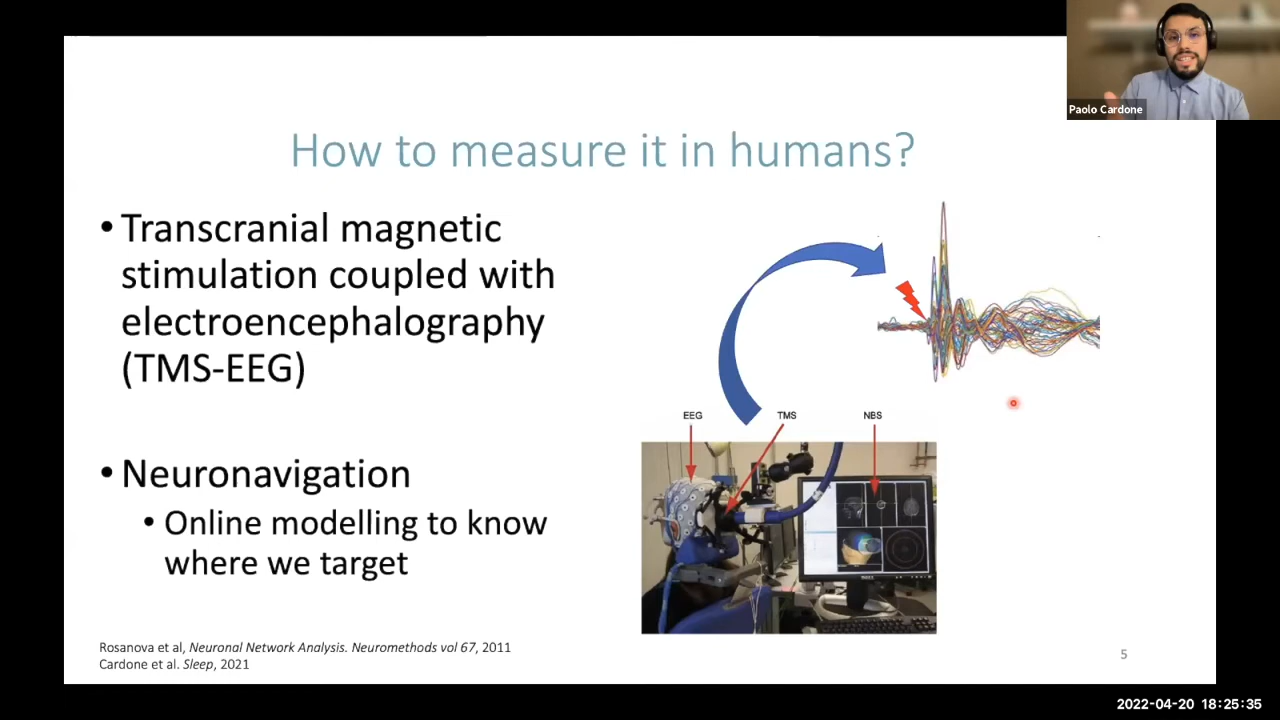 Paolo Cardone
How to measure it in humans?
• Transcranial magnetic
stimulation coupled with
electroencephalography
(TMS-EEG)
• Neuronavigation
• Online modelling to know
where we target
EEG
TMS
NBS
Rosanova et al, Neuronal Network Analysis. Neuromethods vol 67, 2011
Cardone et al. Sleep, 2021
5
2022-04-20 18:25:35